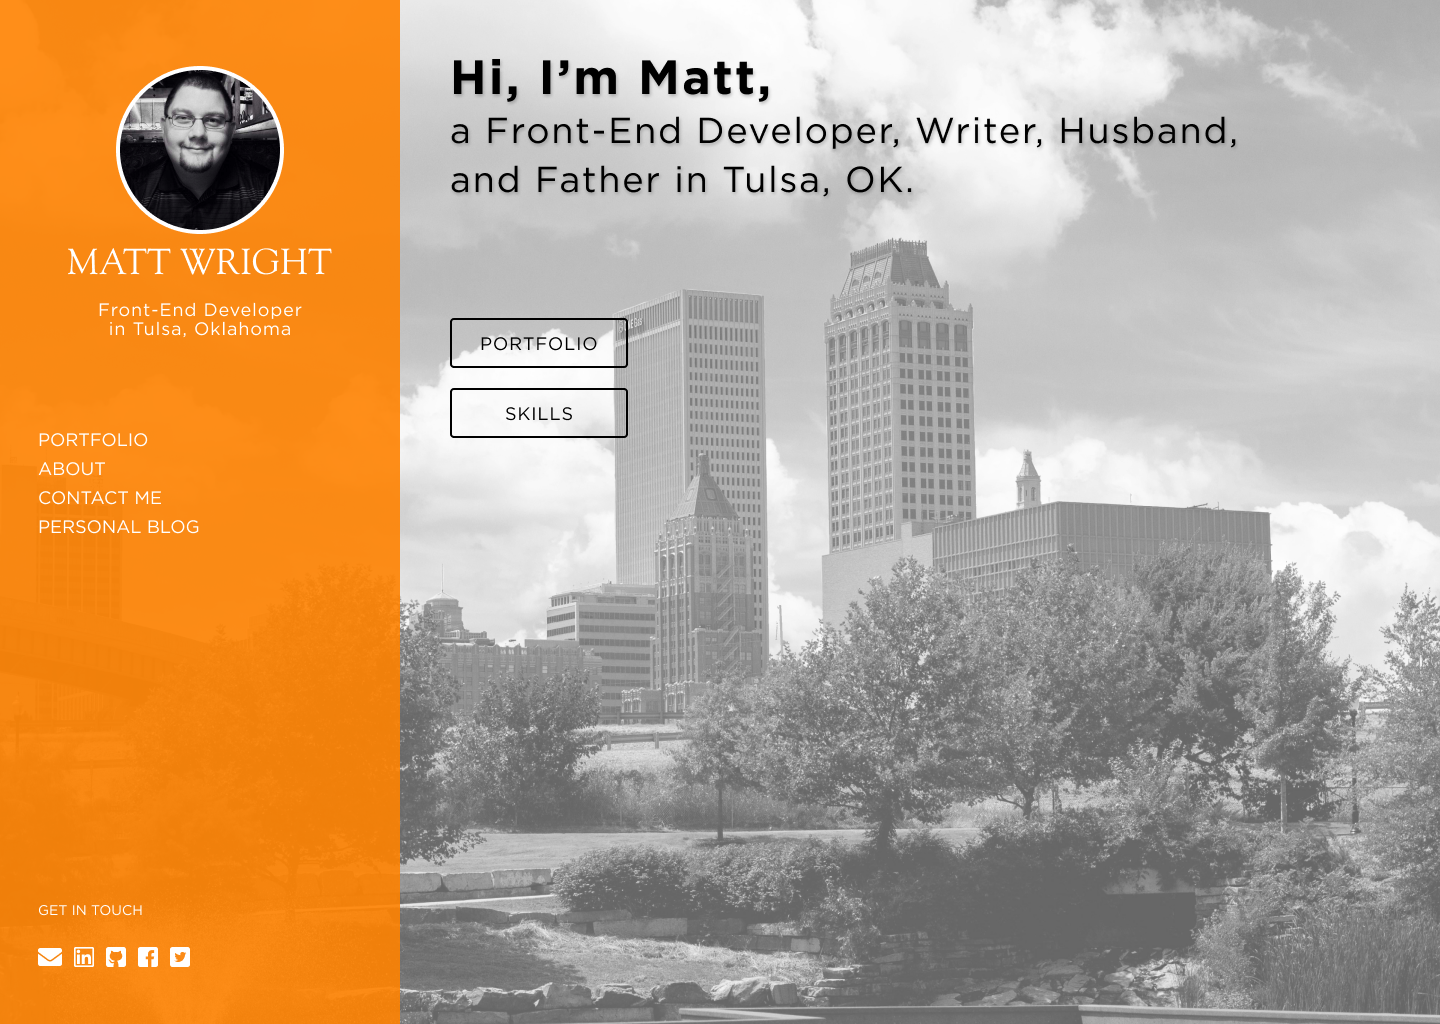 MATT WRIGHT
Front-End Developer
in Tulsa, Oklahoma
PORTFOLIO
ABOUT
CONTACT ME
PERSONAL BLOG
GET IN TOUCH
Hi, I’m Matt,
a Front-End Developer, Writer, Husband,
and Father in Tulsa, OK.
PORTFOLIO
SKILLS